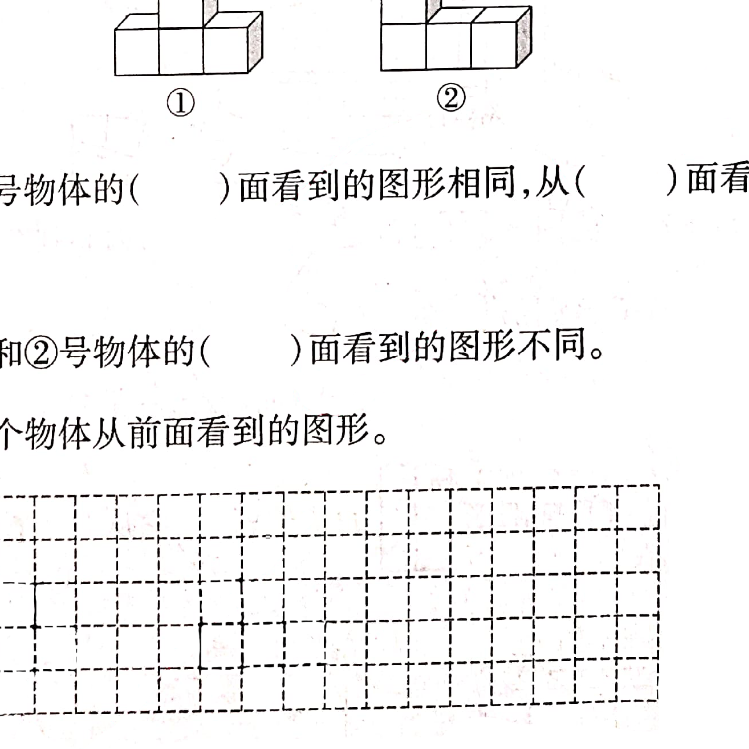 ① ②
号物体的( )面看到的图形相同,从( )面看
和②号物体的( )面看到的图形不同。
个物体从前面看到的图形。